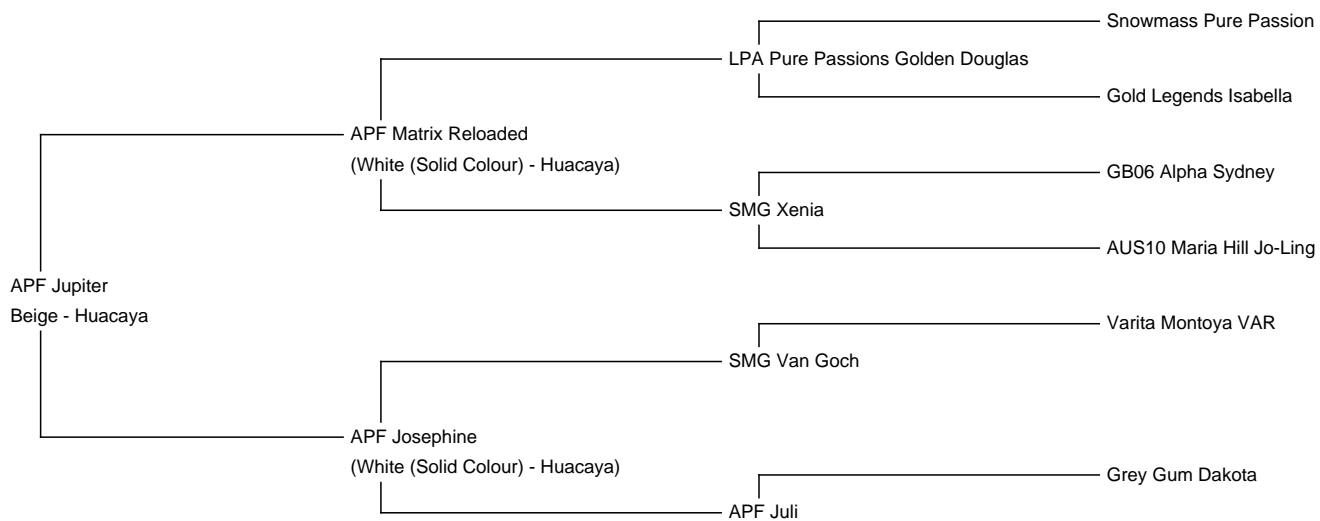 Snowmass Pure Passion
LPA Pure Passions Golden Douglas
Gold Legends Isabella
APF Matrix Reloaded
(White (Solid Colour) - Huacaya)
GB06 Alpha Sydney
SMG Xenia
AUS10 Maria Hill Jo-Ling
APF Jupiter
Beige - Huacaya
Varita Montoya VAR
SMG Van Goch
APF Josephine
(White (Solid Colour) - Huacaya)
Grey Gum Dakota
APF Juli